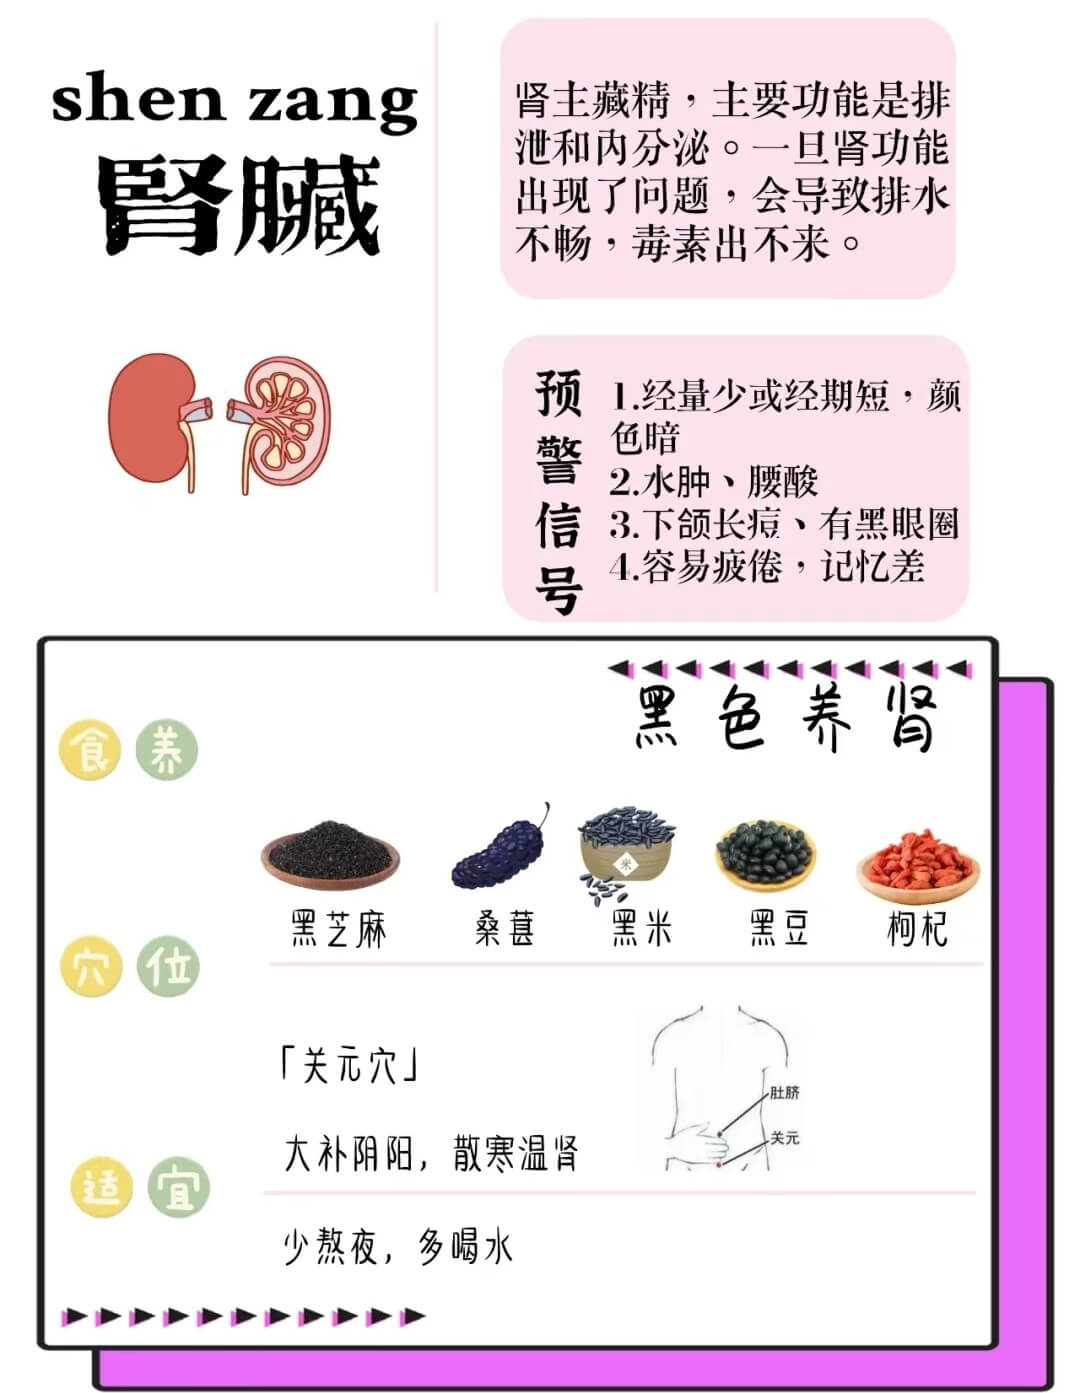 shen zang
腎臟
肾主藏精，主要功能是排
泄和内分泌。一旦肾功能
出现了问题，会导致排水
不畅，毒素出不来。
预警信号
1.经量少或经期短，颜
色暗
2.水肿、腰酸
3.下颌长痘、有黑眼圈
4.容易疲倦，记忆差
黑色养肾
食养
米
黑芝麻 桑葚 黑米 黑豆 枸杞
穴位
「关元穴」
大补阴阳，散寒温肾
肚脐
关元
适宜
少熬夜，多喝水